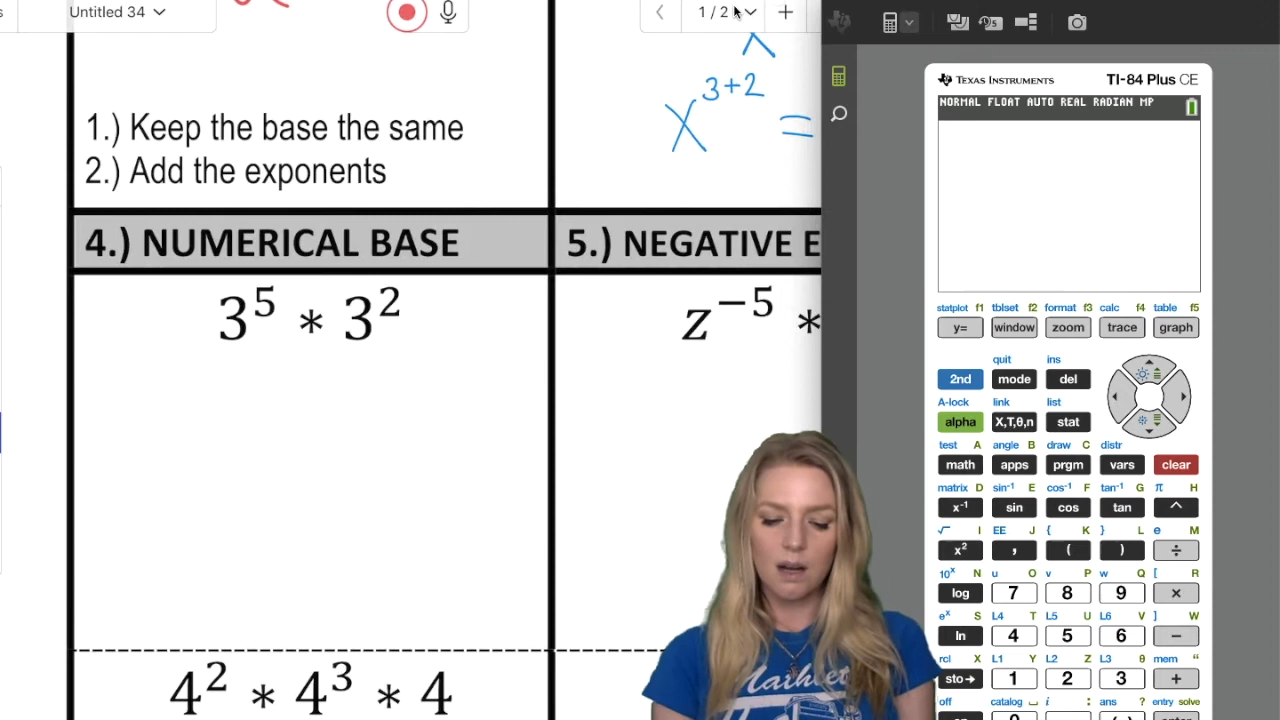 s
Untitled 34
1 / 2
x^{3+2} =
1.) Keep the base the same
2.) Add the exponents
4.) NUMERICAL BASE
5.) NEGATIVE E
3^5 * 3^2
z^{-5} *
4^2 * 4^3 * 4
TEXAS INSTRUMENTS
TI-84 Plus CE
NORMAL FLOAT AUTO REAL RADIAN MP
statplot f1 tblset f2 format f3 calc f4 table f5
y= window zoom trace graph
quit ins
2nd mode del
A-lock link list
alpha X,T,θ,n stat
test A angle B draw C distr
math apps prgm vars clear
matrix D sin⁻¹ E cos⁻¹ F tan⁻¹ G π H
x⁻¹ sin cos tan ^
√ I EE J { K } L e M
x² , ( ) ÷
10ˣ N u O v P w Q [ R
log 7 8 9 ×
eˣ S L4 T L5 U L6 V ] W
ln 4 5 6 −
rcl X L1 Y L2 Z L3 θ mem “
sto→ 1 2 3 +
off catalog i : ans ? entry solve